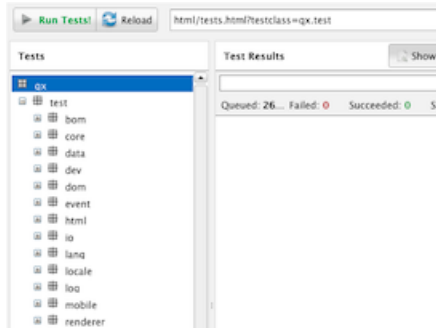 Run Tests! Reload html/tests.html?testclass=qx.test
Tests Test Results Show
qx
Queued: 26... Failed: 0 Succeeded: 0 S
test
bom
core
data
dev
dom
event
html
io
lang
locale
log
mobile
renderer